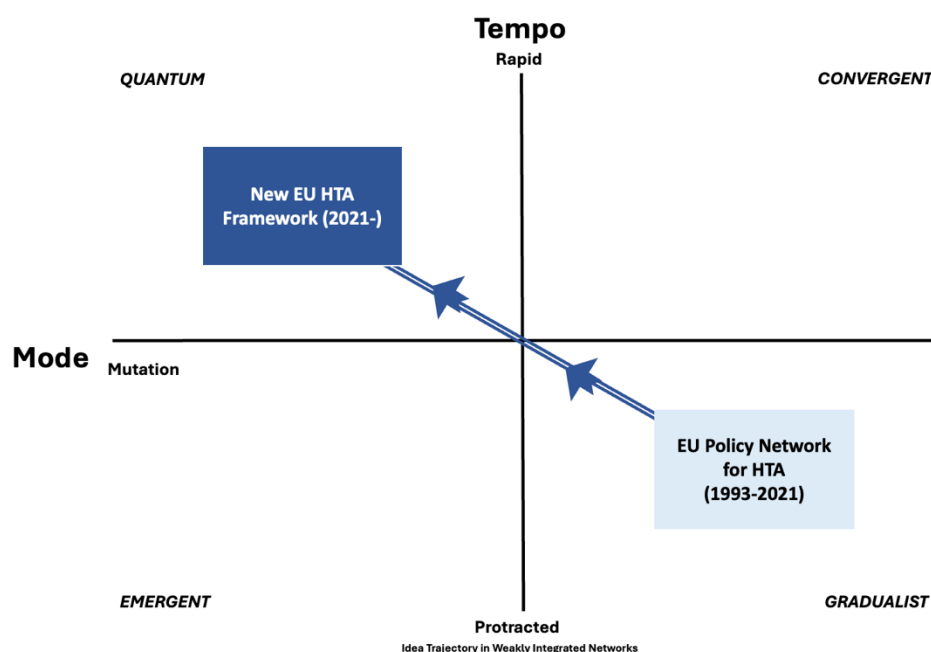 Tempo
Rapid
QUANTUM
CONVERGENT
New EU HTA
Framework (2021-)
Mode
Mutation
EU Policy Network
for HTA
(1993-2021)
EMERGENT
GRADUALIST
Protracted
Idea Trajectory in Weakly Integrated Networks